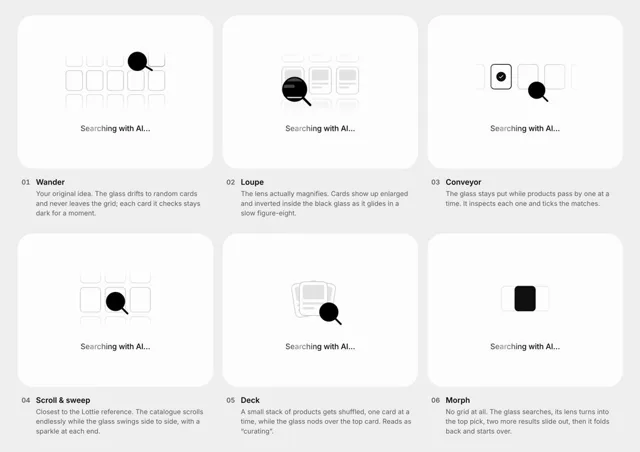 Searching with AI...
Searching with AI...
Searching with AI...
01 Wander
Your original idea. The glass drifts to random cards
and never leaves the grid; each card it checks stays
dark for a moment.
02 Loupe
The lens actually magnifies. Cards show up enlarged
and inverted inside the black glass as it glides in a
slow figure-eight.
03 Conveyor
The glass stays put while products pass by one at a
time. It inspects each one and ticks the matches.
Searching with AI...
Searching with AI...
Searching with AI...
04 Scroll & sweep
Closest to the Lottie reference. The catalogue scrolls
endlessly while the glass swings side to side, with a
sparkle at each end.
05 Deck
A small stack of products gets shuffled, one card at a
time, while the glass nods over the top card. Reads as
“curating”.
06 Morph
No grid at all. The glass searches, its lens turns into
the top pick, two more results slide out, then it folds
back and starts over.